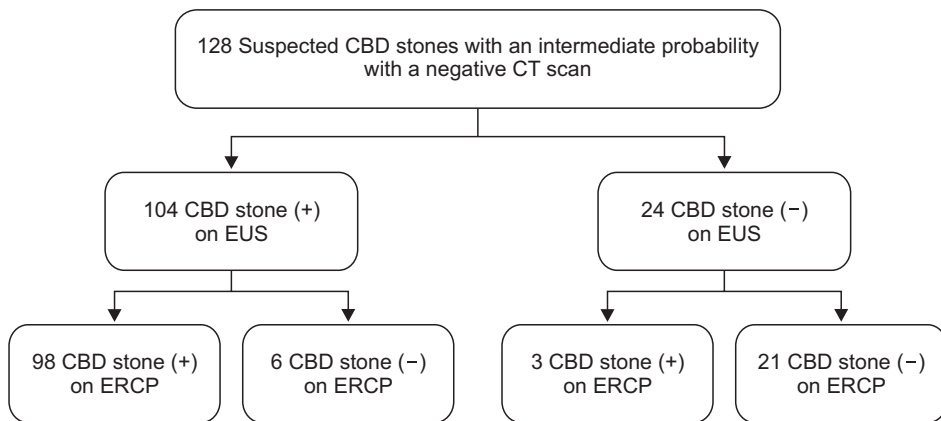 128 Suspected CBD stones with an intermediate probability
with a negative CT scan
104 CBD stone (+)
on EUS
24 CBD stone (−)
on EUS
98 CBD stone (+)
on ERCP
6 CBD stone (−)
on ERCP
3 CBD stone (+)
on ERCP
21 CBD stone (−)
on ERCP